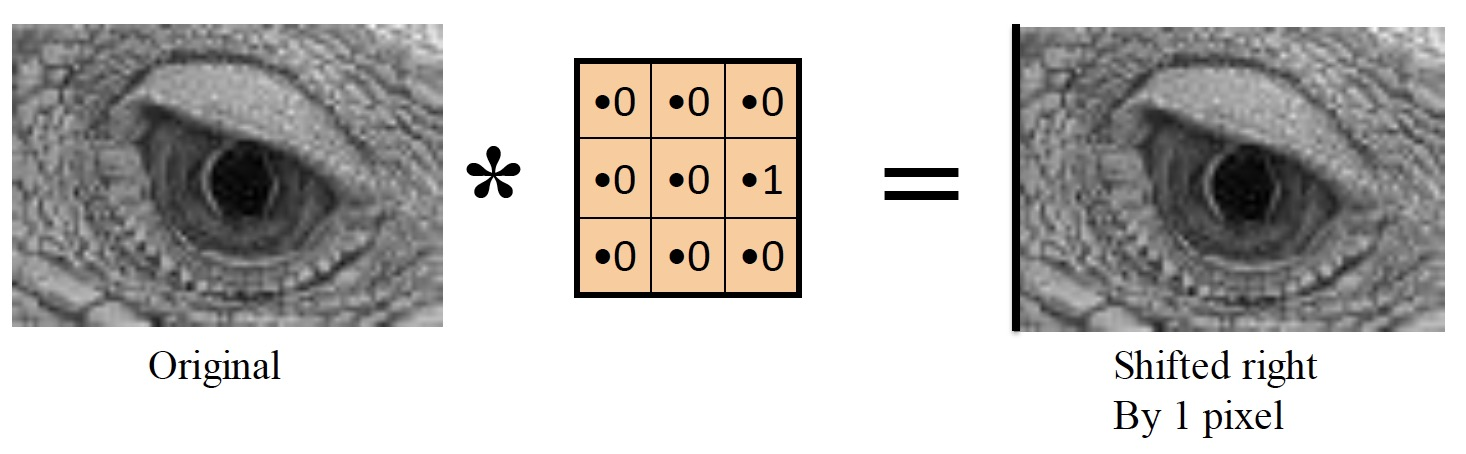 *
•0 •0 •0
•0 •0 •1
•0 •0 •0
=
Original
Shifted right
By 1 pixel